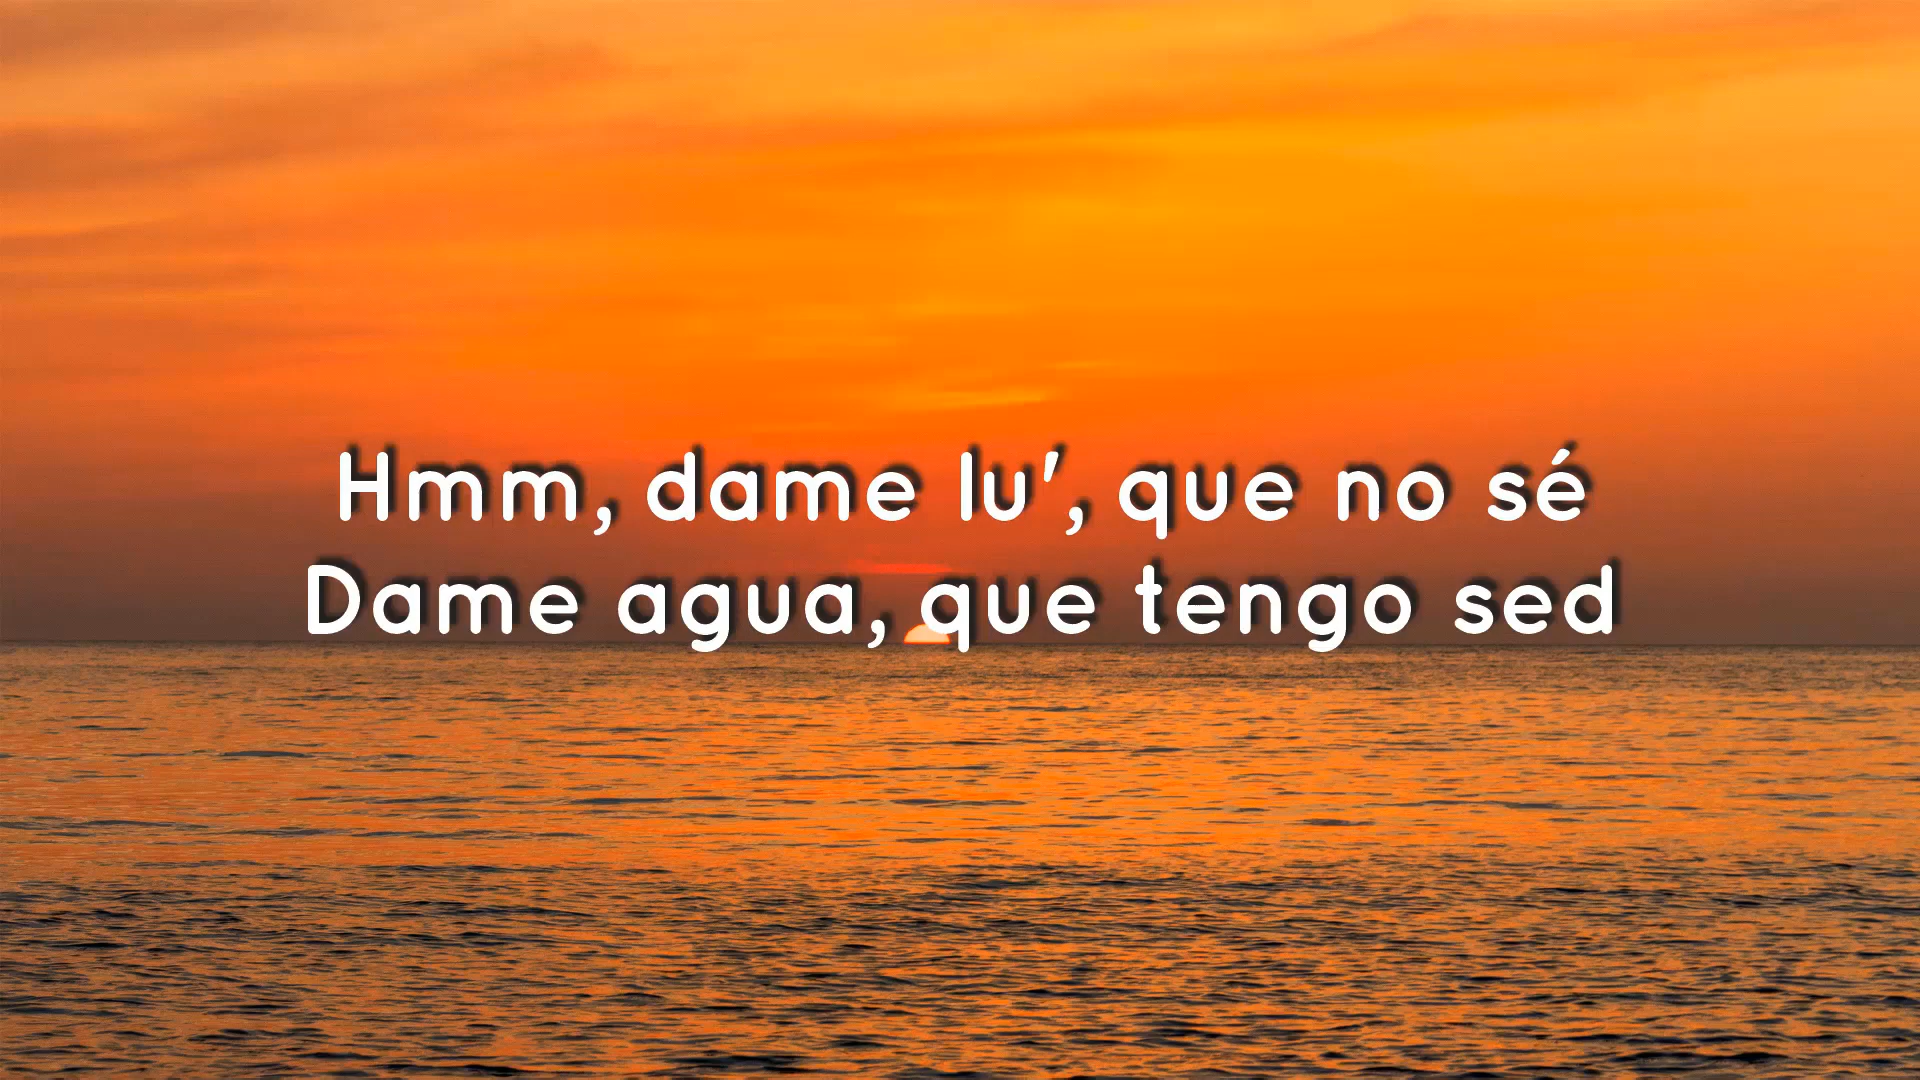 Hmm, dame lu', que no sé
Dame agua, que tengo sed